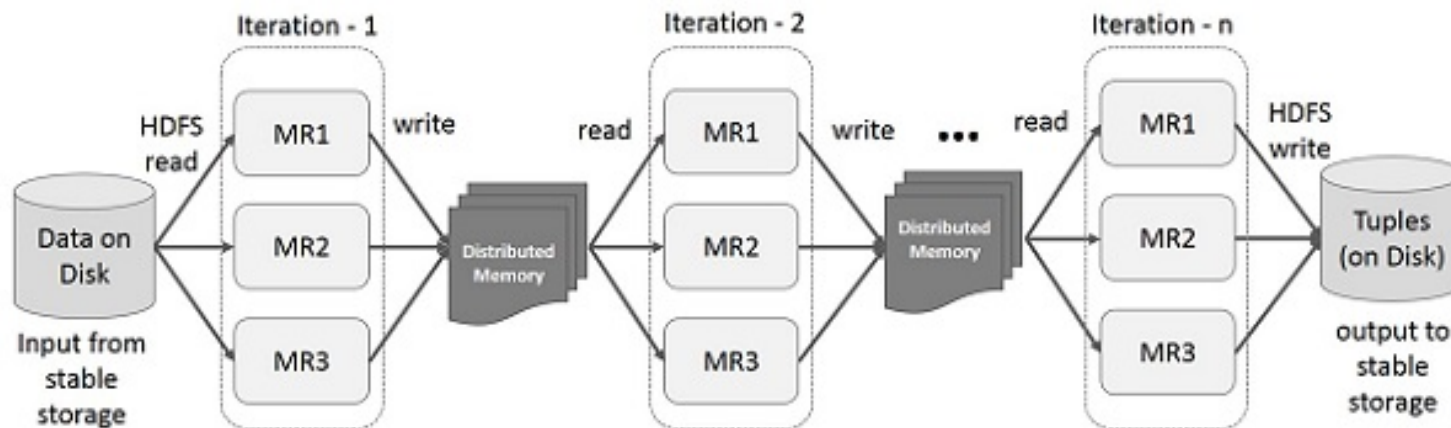 Iteration - 1
Iteration - 2
Iteration - n
HDFS
read
MR1
write
read
MR1
write
...
read
MR1
HDFS
write
Data on
Disk
MR2
Distributed
Memory
MR2
Distributed
Memory
MR2
Tuples
(on Disk)
Input from
stable
storage
MR3
MR3
MR3
output to
stable
storage